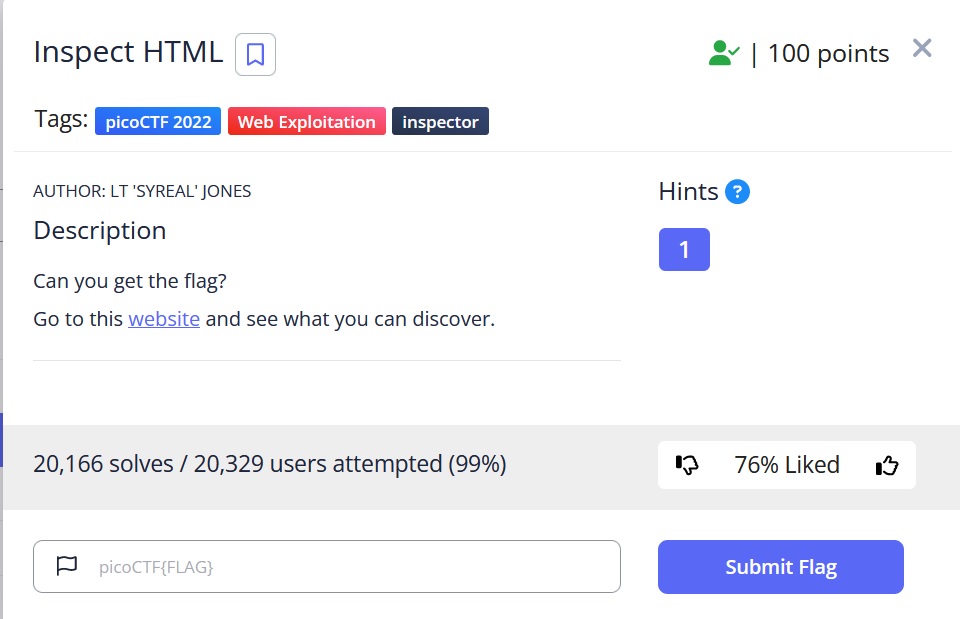 Inspect HTML
| 100 points
Tags: picoCTF 2022 Web Exploitation inspector
AUTHOR: LT 'SYREAL' JONES
Description
Can you get the flag?
Go to this website and see what you can discover.
Hints ?
1
20,166 solves / 20,329 users attempted (99%)
76% Liked
picoCTF{FLAG}
Submit Flag